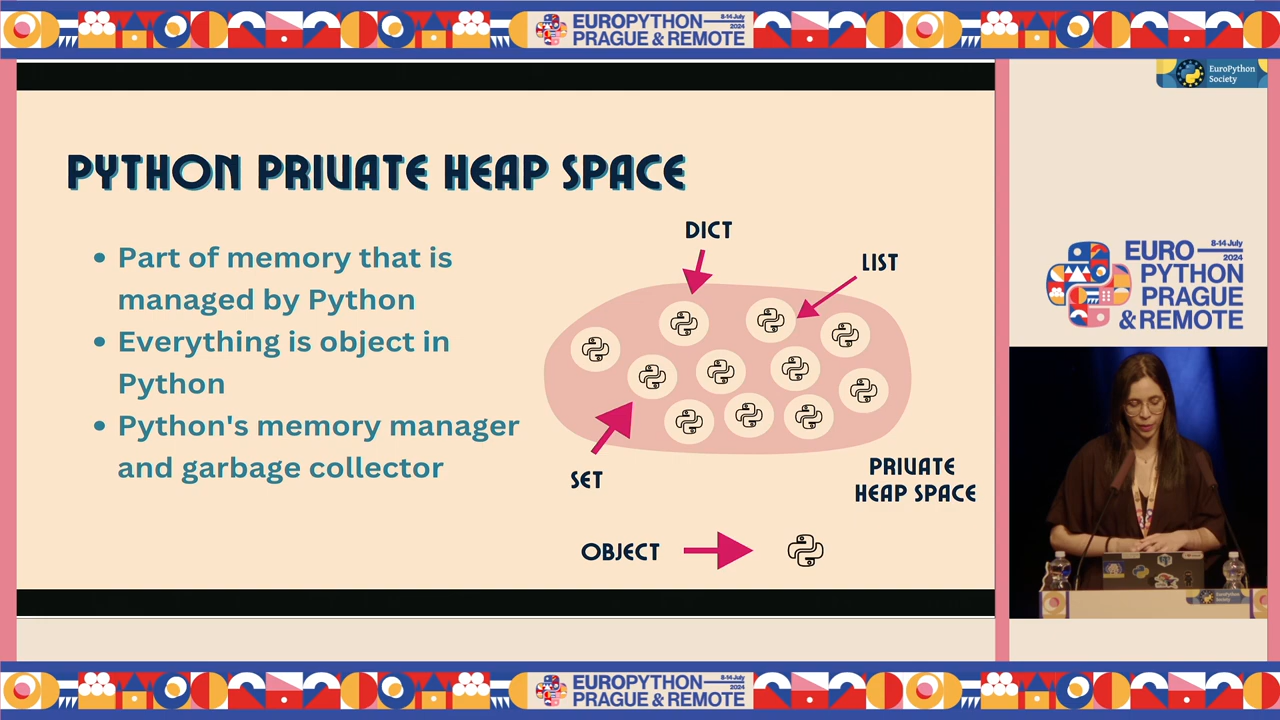 EUROPYTHON
8-14 July
2024
PRAGUE & REMOTE
EuroPython
Society
PYTHON PRIVATE HEAP SPACE
• Part of memory that is
managed by Python
• Everything is object in
Python
• Python's memory manager
and garbage collector
DICT
LIST
SET
PRIVATE
HEAP SPACE
OBJECT
EURO
8-14 July
2024
PYTHON
PRAGUE
& REMOTE
EUROPYTHON
8-14 July
2024
PRAGUE & REMOTE